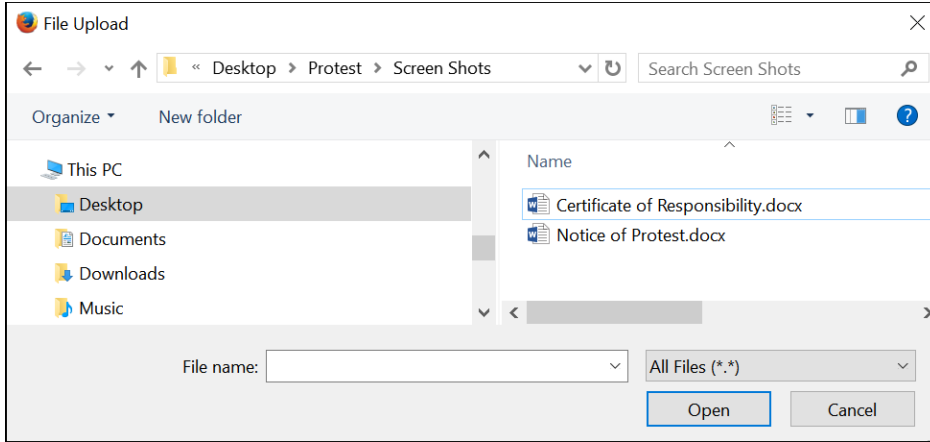 File Upload
« Desktop > Protest > Screen Shots
Search Screen Shots
Organize
New folder
?
This PC
Desktop
Documents
Downloads
Music
Name
Certificate of Responsibility.docx
Notice of Protest.docx
File name:
All Files (*.*)
Open
Cancel